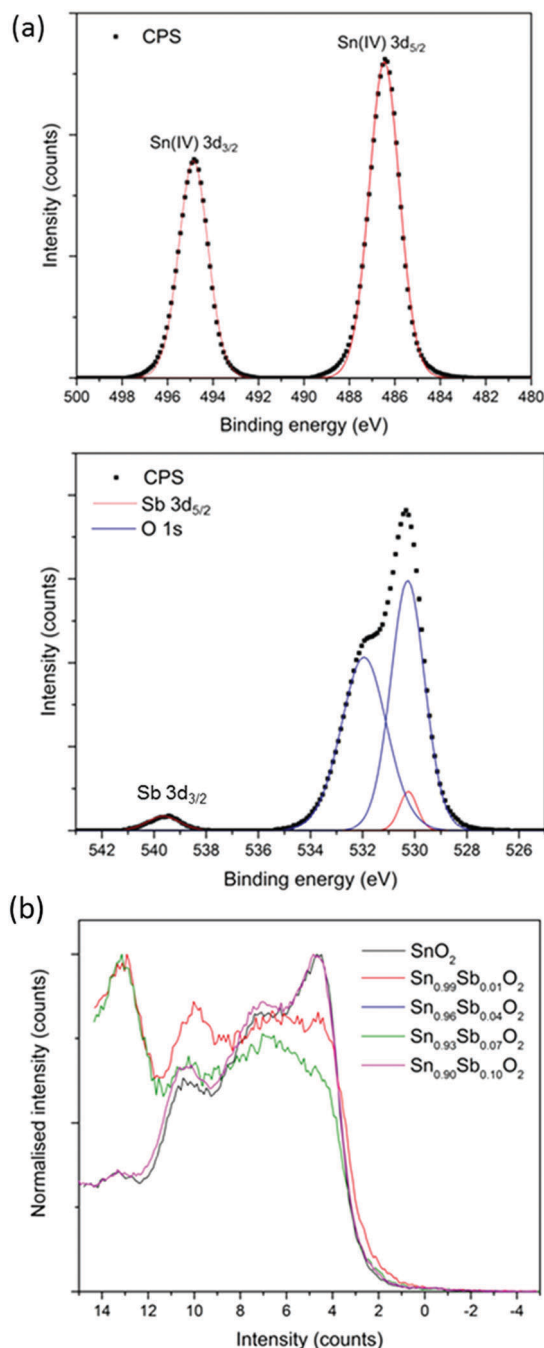 (a)
CPS
Sn(IV) 3d5/2
Sn(IV) 3d3/2
Intensity (counts)
500 498 496 494 492 490 488 486 484 482 480
Binding energy (eV)
CPS
Sb 3d5/2
O 1s
Intensity (counts)
Sb 3d3/2
542 540 538 536 534 532 530 528 526
Binding energy (eV)
(b)
SnO2
Sn0.99Sb0.01O2
Sn0.96Sb0.04O2
Sn0.93Sb0.07O2
Sn0.90Sb0.10O2
Normalised intensity (counts)
14 12 10 8 6 4 2 0 -2 -4
Intensity (counts)